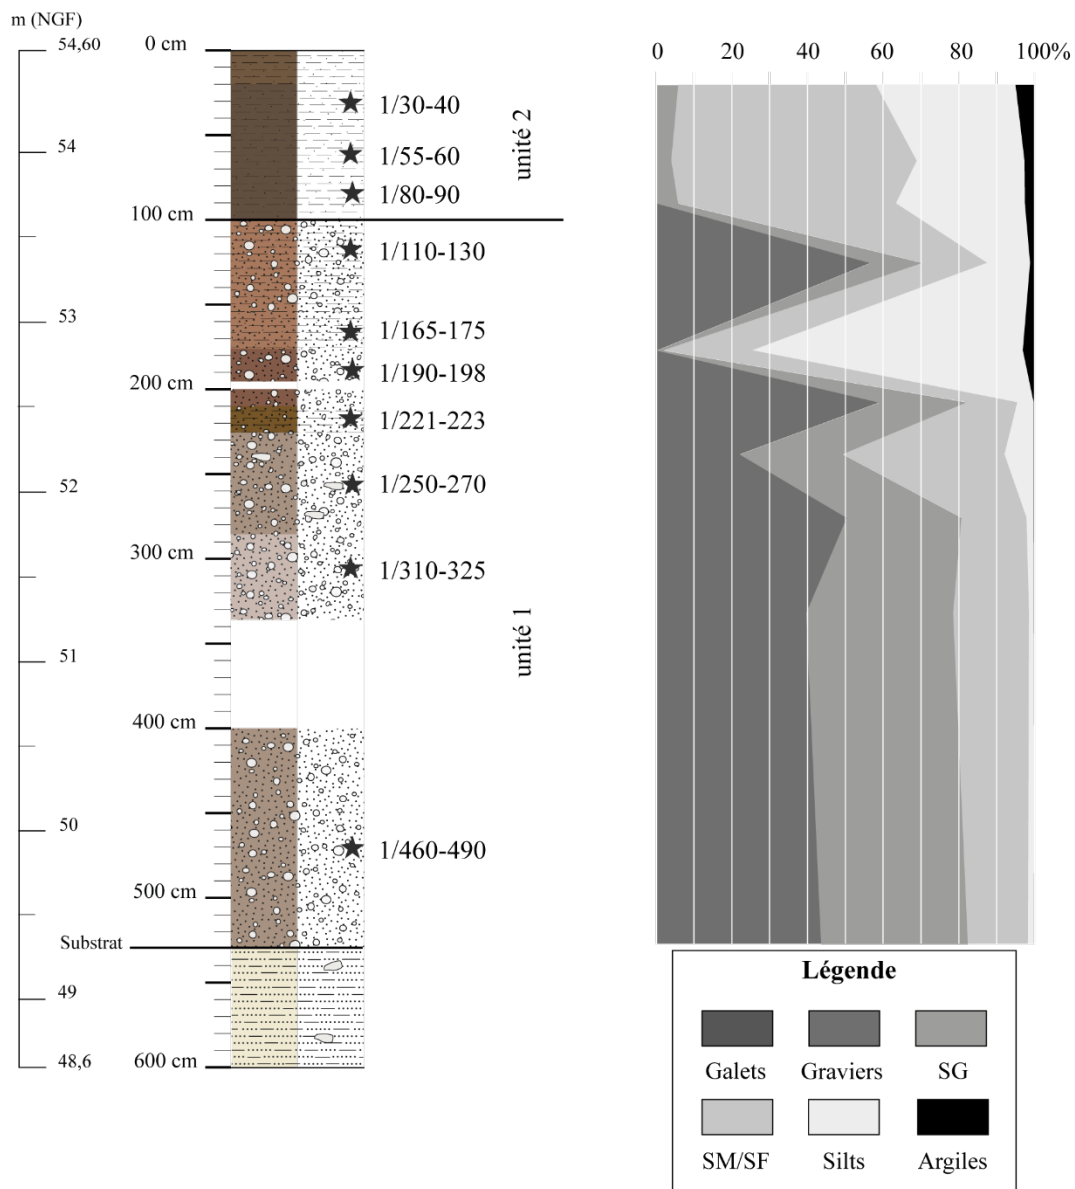 m (NGF)
54,60
54
53
52
51
50
49
48,6
0 cm
100 cm
200 cm
300 cm
400 cm
500 cm
Substrat
600 cm
1/30-40
1/55-60
1/80-90
1/110-130
1/165-175
1/190-198
1/221-223
1/250-270
1/310-325
1/460-490
unité 2
unité 1
0 20 40 60 80 100%
Légende
Galets Graviers SG
SM/SF Silts Argiles